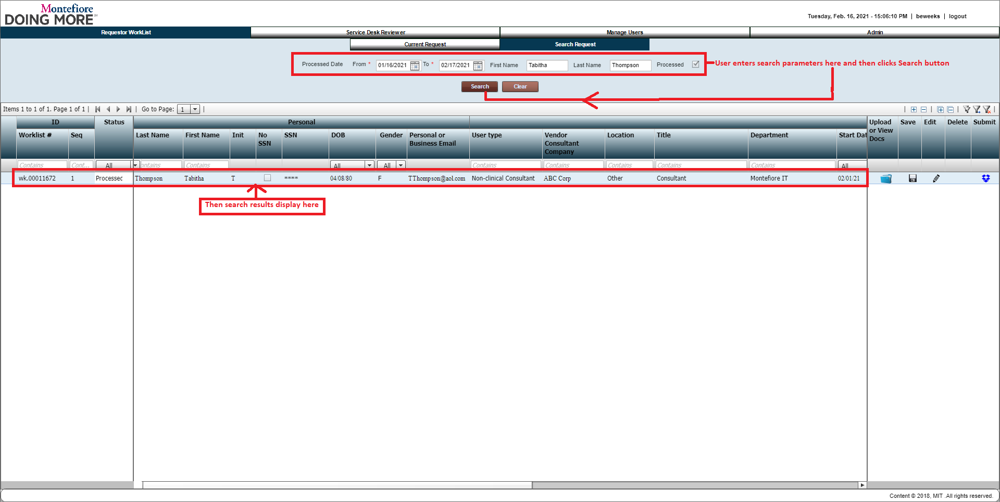 Montefiore
DOING MORE℠
Tuesday, Feb. 16, 2021 - 15:06:10 PM | beweeks | logout
Requestor WorkList Service Desk Reviewer Manage Users Admin
Current Request Search Request
Processed Date From * 01/16/2021 To * 02/17/2021 First Name Tabitha Last Name Thompson Processed
User enters search parameters here and then clicks Search button
Search Clear
Items 1 to 1 of 1. Page 1 of 1 | Go to Page: 1
ID Status Personal Upload or View Docs Save Edit Delete Submit
Worklist # Seq Last Name First Name Init No SSN SSN DOB Gender Personal or Business Email User type Vendor Consultant Company Location Title Department Start Dat
Contains Cont... All ontains Contains All All Contains Contains Contains Contains Contains All
wk.00011672 1 Processec Thompson Tabitha T **** 04/08/80 F TThompson@aol.com Non-clinical Consultant ABC Corp Other Consultant Montefiore IT 02/01/21
Then search results display here
Content © 2018, MIT .All rights reserved.